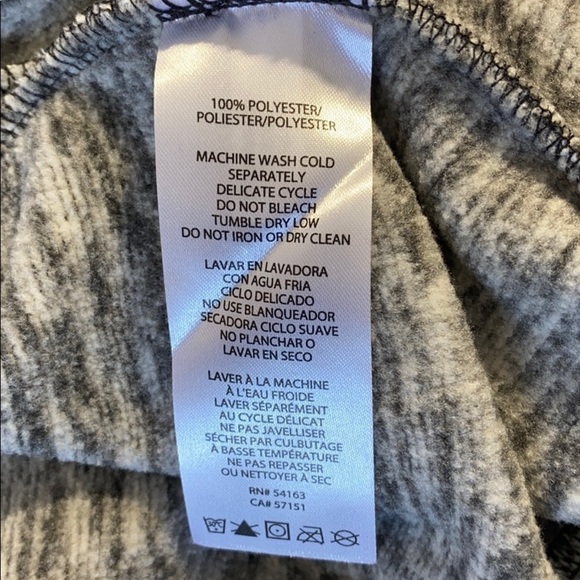 100% POLYESTER/
POLIESTER/POLYESTER
MACHINE WASH COLD
SEPARATELY
DELICATE CYCLE
DO NOT BLEACH
TUMBLE DRY LOW
DO NOT IRON OR DRY CLEAN
LAVAR EN LAVADORA
CON AGUA FRIA
CICLO DELICADO
NO USE BLANQUEADOR
SECADORA CICLO SUAVE
NO PLANCHAR O
LAVAR EN SECO
LAVER À LA MACHINE
À L'EAU FROIDE
LAVER SÉPARÉMENT
AU CYCLE DÉLICAT
NE PAS JAVELLISER
SÉCHER PAR CULBUTAGE
À BASSE TEMPÉRATURE
NE PAS REPASSER
OU NETTOYER À SEC
RN# 54163
CA# 57151